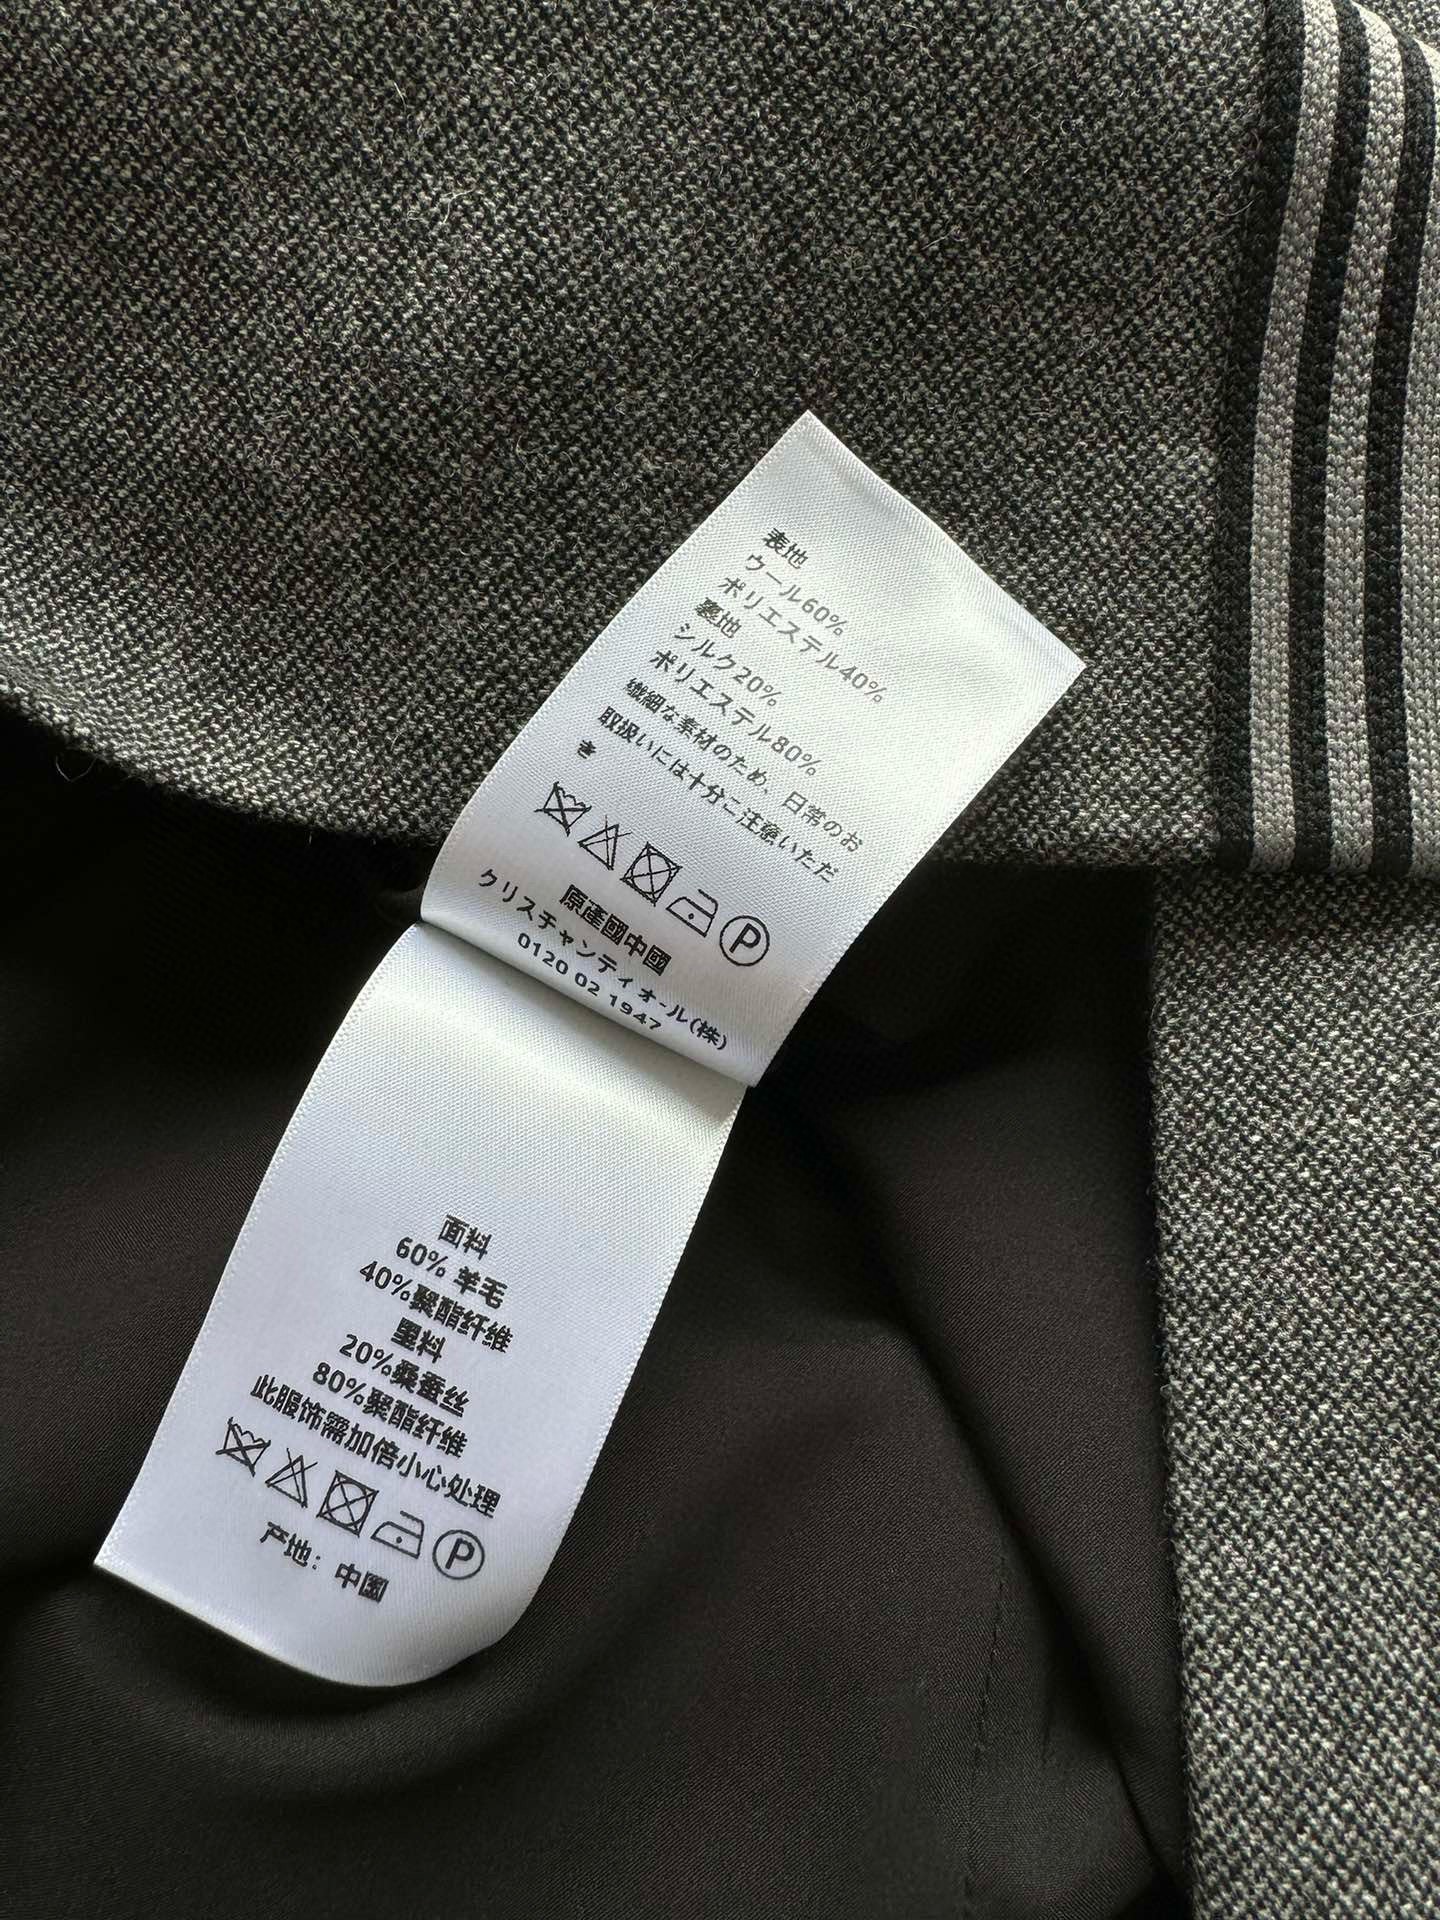 表地
ウール60%
ポリエステル40%
裏地
シルク20%
ポリエステル80%
繊細な素材のため、日常のお
取扱いには十分ご注意いただ
き
P
原產國中國
クリスチャンディオール(株)
0120 02 1947
面料
60% 羊毛
40%聚酯纤维
里料
20%桑蚕丝
80%聚酯纤维
此服饰需加倍小心处理
P
产地：中國